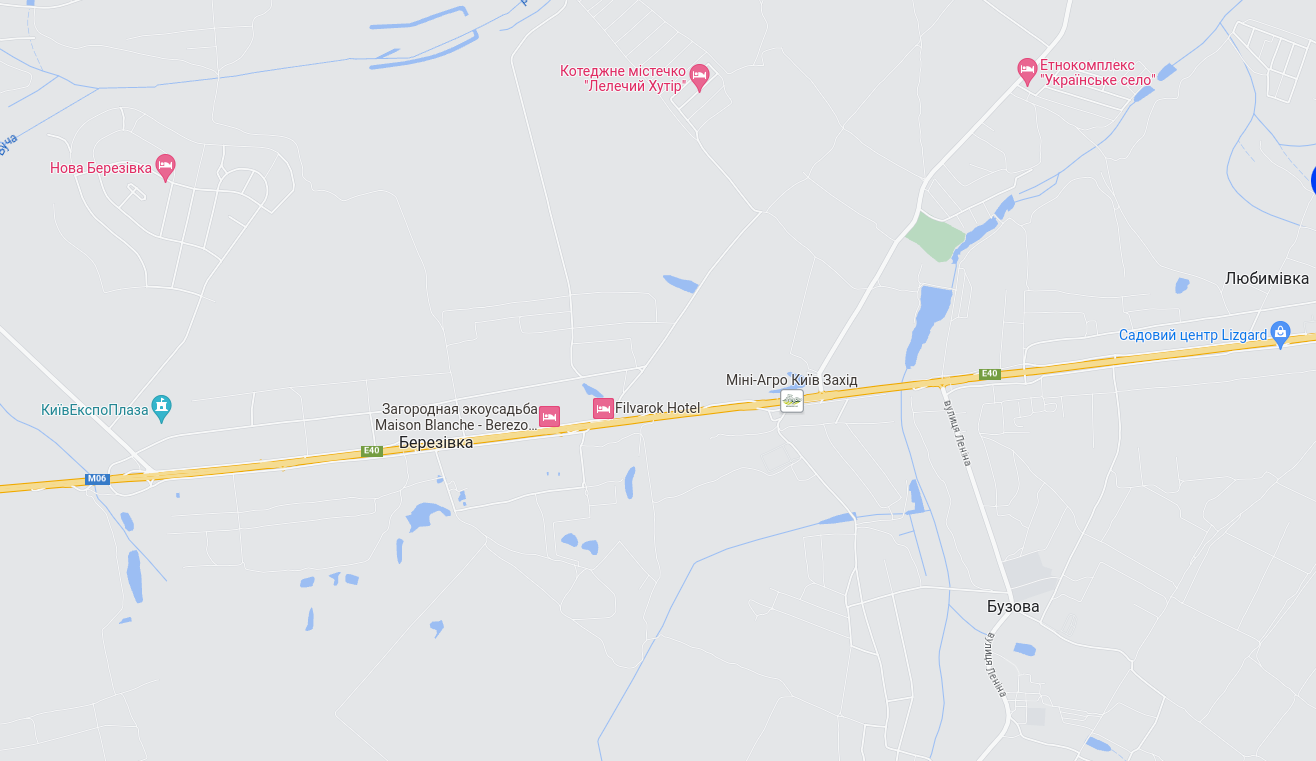 Котеджне містечко
"Лелечий Хутір"
Етнокомплекс
"Українське село"
Буча
Нова Березівка
Любимівка
Садовий центр Lizgard
E40
Міні-Агро Київ Захід
КиївЕкспоПлаза
Загородная экоусадьба
Maison Blanche - Berezo...
Filvarok Hotel
Березівка
E40
M06
вулиця Леніна
Бузова
вулиця Леніна